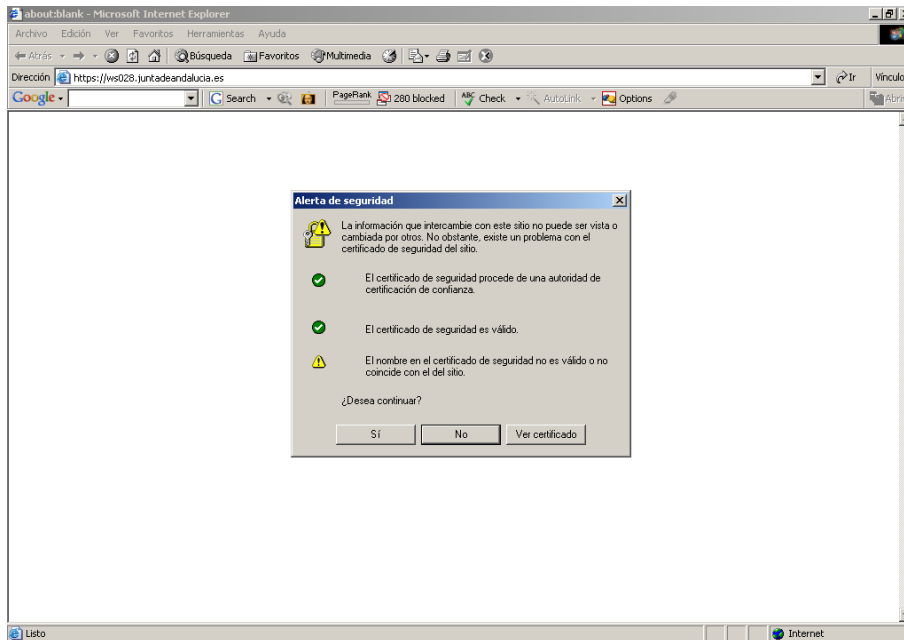 about:blank - Microsoft Internet Explorer
Archivo Edición Ver Favoritos Herramientas Ayuda
Atrás Búsqueda Favoritos Multimedia
Dirección https://ws028.juntadeandalucia.es Ir Vínculo
Google Search PageRank 280 blocked ABC Check AutoLink Options Abri
Alerta de seguridad
La información que intercambie con este sitio no puede ser vista o
cambiada por otros. No obstante, existe un problema con el
certificado de seguridad del sitio.
El certificado de seguridad procede de una autoridad de
certificación de confianza.
El certificado de seguridad es válido.
El nombre en el certificado de seguridad no es válido o no
coincide con el del sitio.
¿Desea continuar?
Sí No Ver certificado
Listo Internet